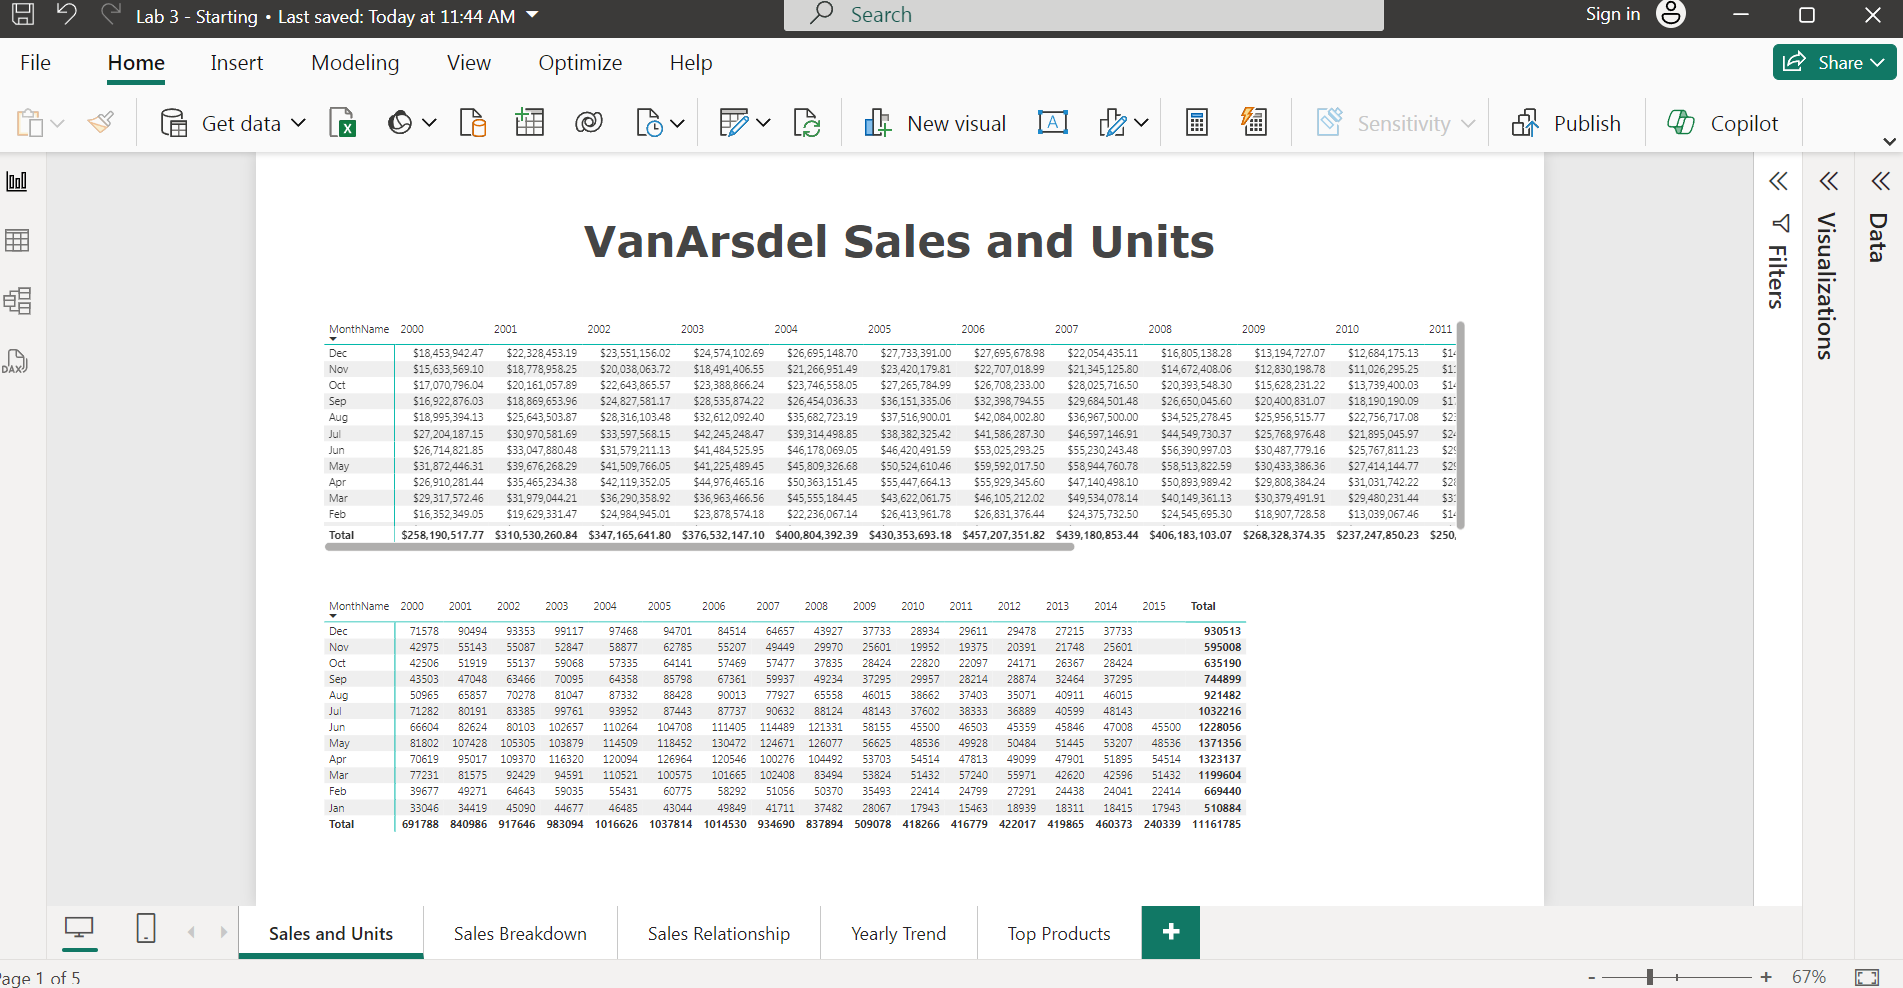 Lab 3 - Starting • Last saved: Today at 11:44 AM
Search
Sign in
File Home Insert Modeling View Optimize Help
Share
Get data
New visual
Sensitivity
Publish
Copilot
VanArsdel Sales and Units
MonthName 2000 2001 2002 2003 2004 2005 2006 2007 2008 2009 2010 2011
Dec $18,453,942.47 $22,328,453.19 $23,551,156.02 $24,574,102.69 $26,695,148.70 $27,733,391.00 $27,695,678.98 $22,054,435.11 $16,805,138.28 $13,194,727.07 $12,684,175.13
Nov $15,633,569.10 $18,778,958.25 $20,038,063.72 $18,491,406.55 $21,266,951.49 $23,420,179.81 $22,707,018.99 $21,345,125.80 $14,672,408.06 $12,830,198.78 $11,026,295.25
Oct $17,070,796.04 $20,161,057.89 $22,643,865.57 $23,388,866.24 $23,746,558.05 $27,265,784.99 $26,708,233.00 $28,025,716.50 $20,393,548.30 $15,628,231.22 $13,739,400.03
Sep $16,922,876.03 $18,869,653.96 $24,827,581.17 $28,535,874.22 $26,454,036.33 $36,151,335.06 $32,398,794.55 $29,684,501.48 $26,650,045.60 $20,400,831.07 $18,190,190.09
Aug $18,995,394.13 $25,643,503.87 $28,316,103.48 $32,612,092.40 $35,682,723.19 $37,516,900.01 $42,084,002.80 $36,967,500.00 $34,525,278.45 $25,956,515.77 $22,756,717.08
Jul $27,204,187.15 $30,970,581.69 $33,597,568.15 $42,245,248.47 $39,314,498.85 $38,382,325.42 $41,586,287.30 $46,597,146.91 $44,549,730.37 $25,768,976.48 $21,895,045.97
Jun $26,714,821.85 $33,047,880.48 $31,579,211.13 $41,484,525.95 $46,178,069.05 $46,420,491.59 $53,025,293.25 $55,230,243.48 $56,390,997.03 $30,487,779.16 $25,767,811.23
May $31,872,446.31 $39,676,268.29 $41,509,766.05 $41,225,489.45 $45,809,326.68 $50,524,610.46 $59,592,017.50 $58,944,760.78 $58,513,822.59 $30,433,386.36 $27,414,144.77
Apr $26,910,281.44 $35,465,234.38 $42,119,352.05 $44,976,465.16 $50,363,151.45 $55,447,664.13 $55,929,345.60 $47,140,498.10 $50,893,989.42 $29,808,384.24 $31,031,742.22
Mar $29,317,572.46 $31,979,044.21 $36,290,358.92 $36,963,466.56 $45,555,184.45 $43,622,061.75 $46,105,212.02 $49,534,078.14 $40,149,361.13 $30,379,491.91 $29,480,231.44
Feb $16,352,349.05 $19,629,331.47 $24,984,945.01 $23,878,574.18 $22,236,067.14 $26,413,961.78 $26,831,376.44 $24,375,732.50 $24,545,695.30 $18,907,728.58 $13,039,067.46
Total $258,190,517.77 $310,530,260.84 $347,165,641.80 $376,532,147.10 $400,804,392.39 $430,353,693.18 $457,207,351.82 $439,180,853.44 $406,183,103.07 $268,328,374.35 $237,247,850.23 $250,
MonthName 2000 2001 2002 2003 2004 2005 2006 2007 2008 2009 2010 2011 2012 2013 2014 2015 Total
Dec 71578 90494 93353 99117 97468 94701 84514 64657 43927 37733 28934 29611 29478 27215 37733 930513
Nov 42975 55143 55087 52847 58877 62785 55207 49449 29970 25601 19952 19375 20391 21748 25601 595008
Oct 42506 51919 55137 59068 57335 64141 57469 57477 37835 28424 22820 22097 24171 26367 28424 635190
Sep 43503 47048 63466 70095 64358 85798 67361 59937 49234 37295 29957 28214 28874 32464 37295 744899
Aug 50965 65857 70278 81047 87332 88428 90013 77927 65558 46015 38662 37403 35071 40911 46015 921482
Jul 71282 80191 83385 99761 93952 87443 87737 90632 88124 48143 37602 38333 36889 40599 48143 1032216
Jun 66604 82624 80103 102657 110264 104708 111405 114489 121331 58155 45500 46503 45359 45846 47008 45500 1228056
May 81802 107428 105305 103879 114509 118452 130472 124671 126077 56625 48536 49928 50484 51445 53207 48536 1371356
Apr 70619 95017 109370 116320 120094 126964 120546 100276 104492 53703 54514 47813 49099 47901 51895 54514 1323137
Mar 77231 81575 92429 94591 110521 100575 101665 102408 83494 53824 51432 57240 55971 42620 42596 51432 1199604
Feb 39677 49271 64643 59035 55431 60775 58292 51056 50370 35493 22414 24799 27291 24438 24041 22414 669440
Jan 33046 34419 45090 44677 46485 43044 49849 41711 37482 28067 17943 15463 18939 18311 18415 17943 510884
Total 691788 840986 917646 983094 1016626 1037814 1014530 934690 837894 509078 418266 416779 422017 419865 460373 240339 11161785
Filters
Visualizations
Data
DAX
Sales and Units
Sales Breakdown
Sales Relationship
Yearly Trend
Top Products
age 1 of 5
67%